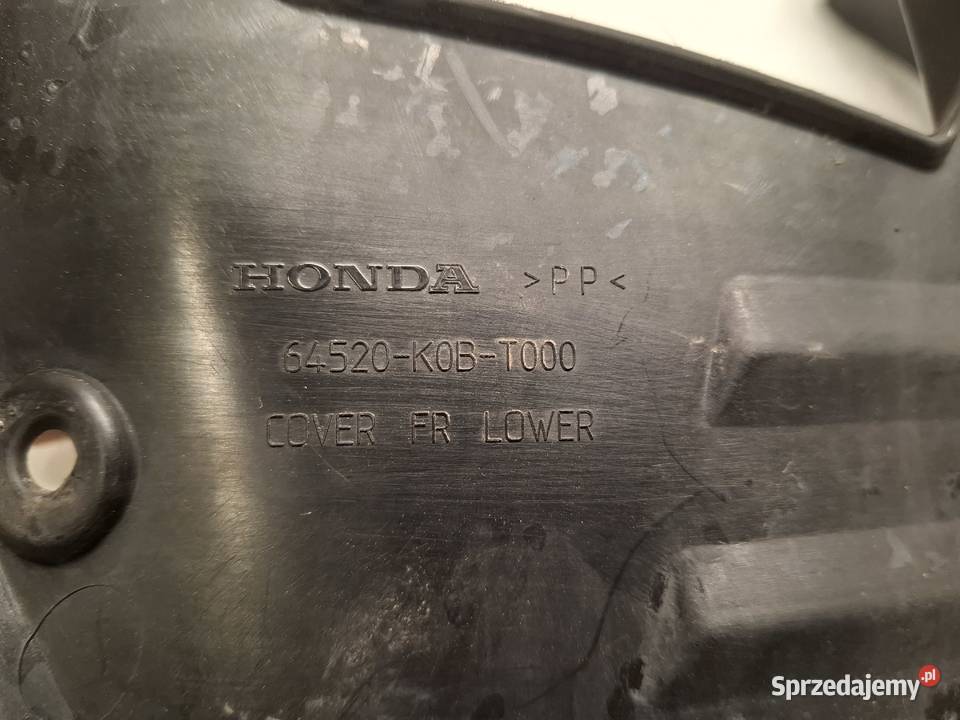 HONDA >PP<
64520-K0B-T000
COVER FR LOWER
Sprzedajemy.pl